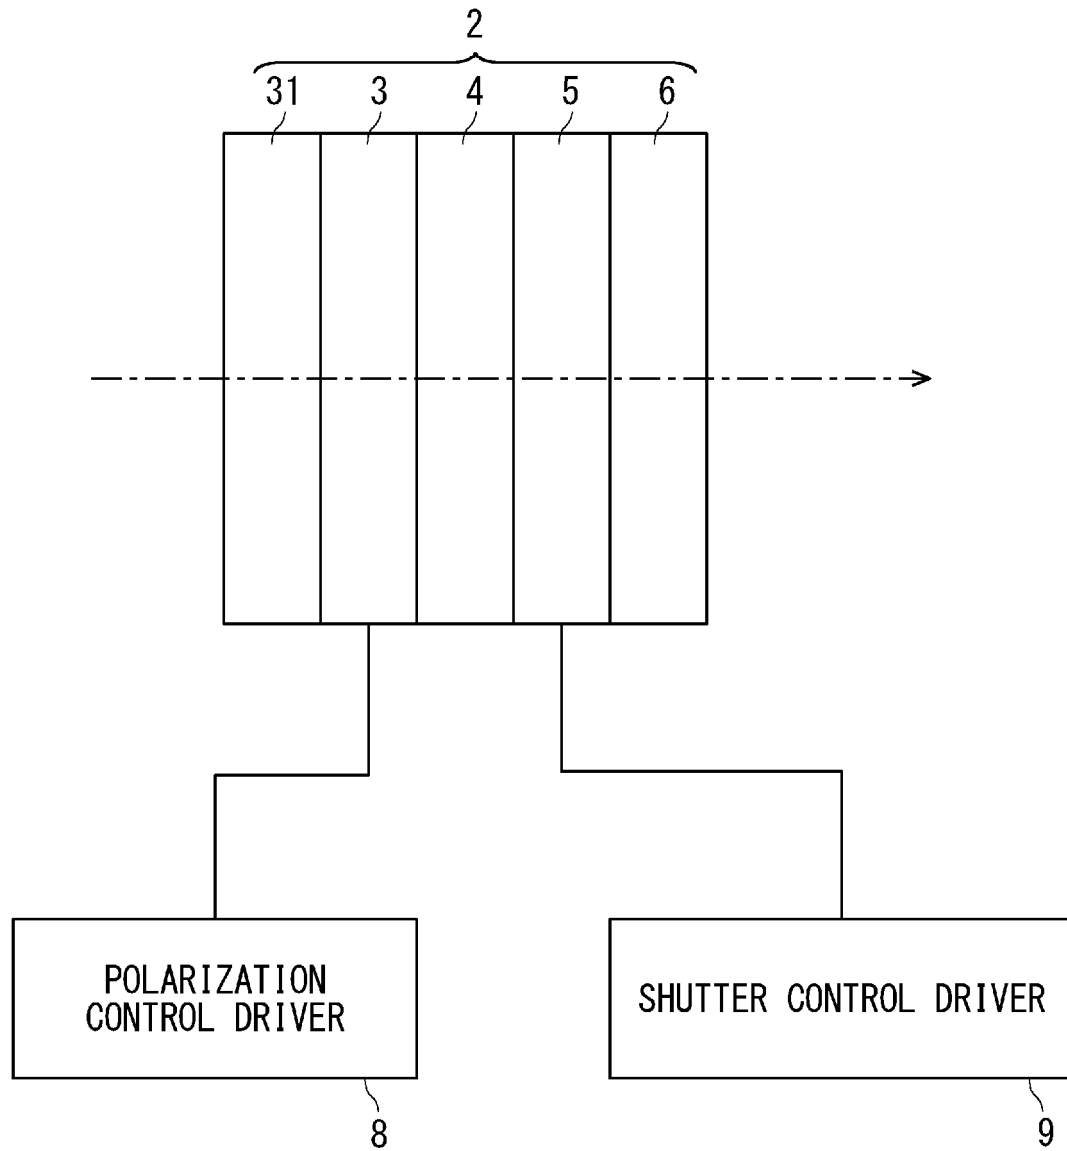 2
31 3 4 5 6
POLARIZATION
CONTROL DRIVER
SHUTTER CONTROL DRIVER
8
9